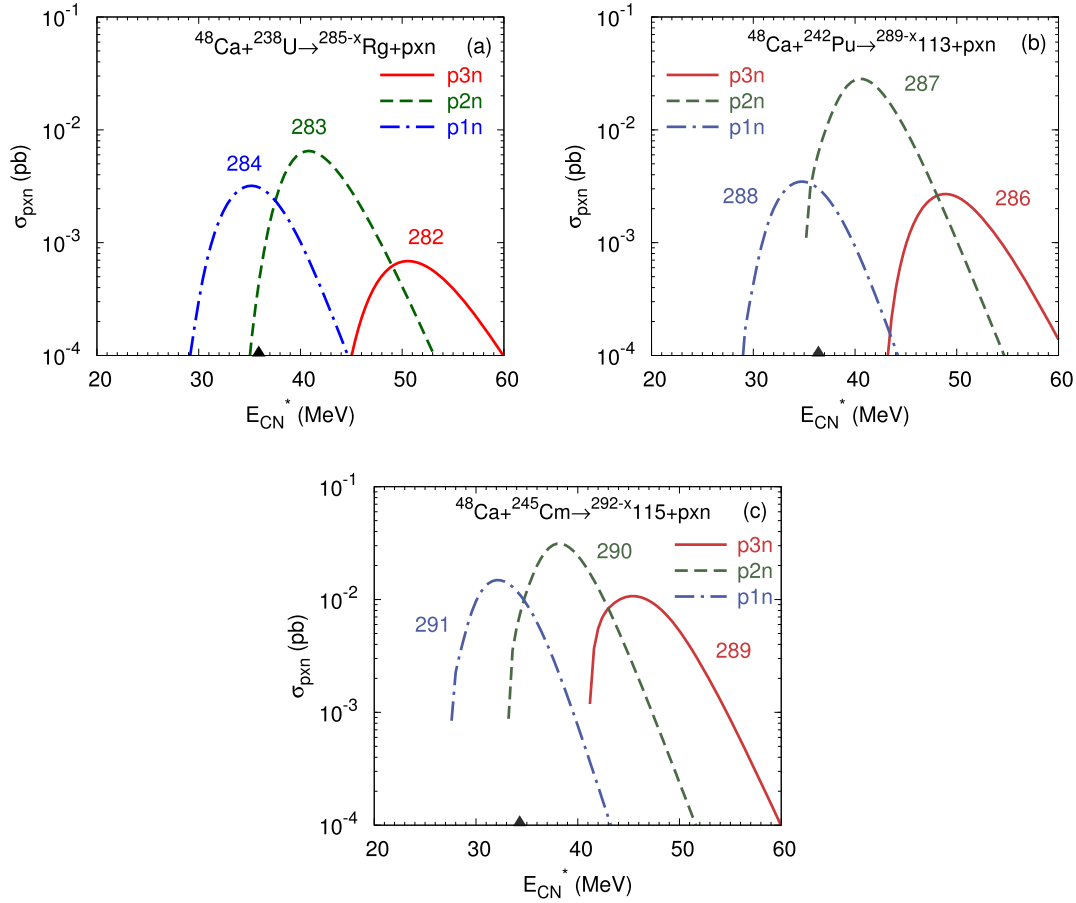 ⁴⁸Ca+²³⁸U→²⁸⁵⁻ˣRg+pxn (a)
p3n
p2n
p1n
284
283
282
10⁻¹
10⁻²
10⁻³
10⁻⁴
σpxn (pb)
20 30 40 50 60
E_CN* (MeV)
⁴⁸Ca+²⁴²Pu→²⁸⁹⁻ˣ113+pxn (b)
p3n
p2n
p1n
288
287
286
10⁻¹
10⁻²
10⁻³
10⁻⁴
σpxn (pb)
20 30 40 50 60
E_CN* (MeV)
⁴⁸Ca+²⁴⁵Cm→²⁹²⁻ˣ115+pxn (c)
p3n
p2n
p1n
291
290
289
10⁻¹
10⁻²
10⁻³
10⁻⁴
σpxn (pb)
20 30 40 50 60
E_CN* (MeV)